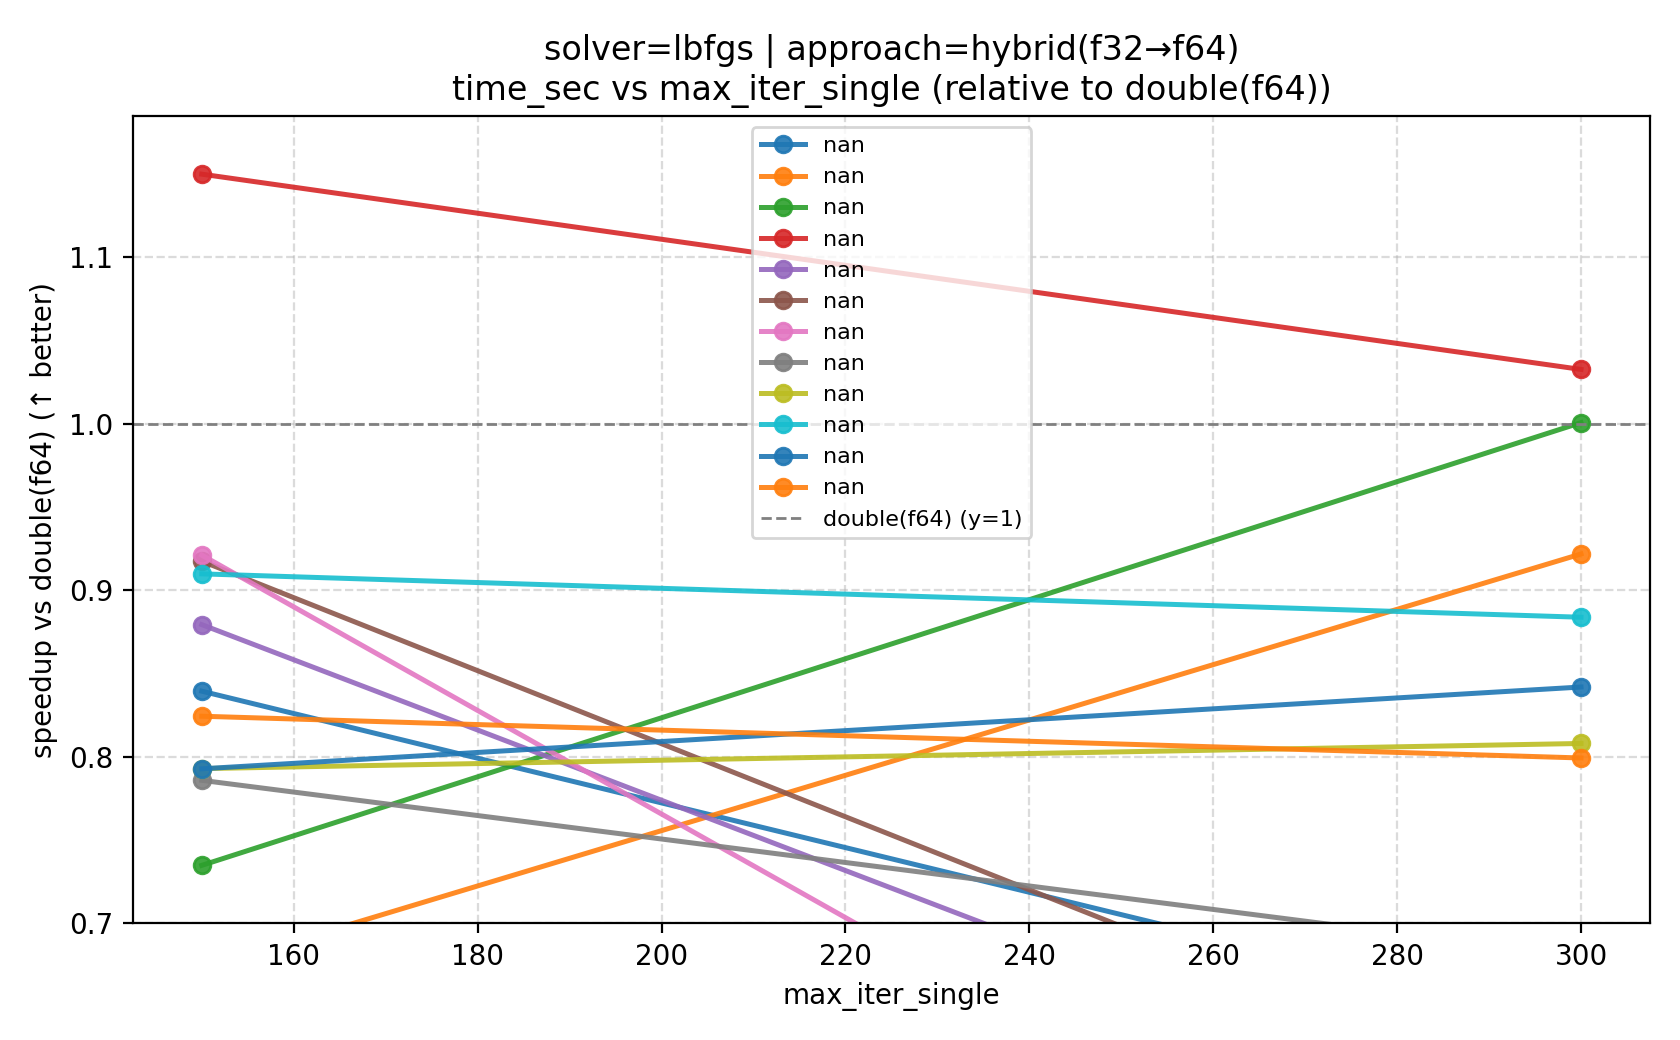 solver=lbfgs | approach=hybrid(f32→f64)
time_sec vs max_iter_single (relative to double(f64))
speedup vs double(f64) (↑ better)
1.1
1.0
0.9
0.8
0.7
nan
nan
nan
nan
nan
nan
nan
nan
nan
nan
nan
nan
double(f64) (y=1)
160 180 200 220 240 260 280 300
max_iter_single